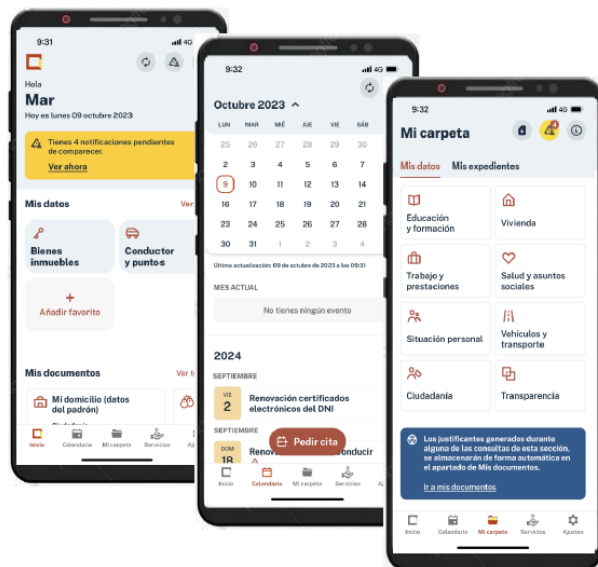 9:31
4G
Hola
Mar
Hoy es lunes 09 octubre 2023
Tienes 4 notificaciones pendientes
de comparecer.
Ver ahora
Mis datos
Ver
Bienes
inmuebles
Conductor
y puntos
+
Añadir favorito
Mis documentos
Ver t
Mi domicilio (datos
del padrón)
Inicio
Calendario
Mi carpeta
Servicios
Aj
9:32
4G
Octubre 2023
LUN MAR MIÉ JUE VIE SÁB
25 26 27 28 29 30
2 3 4 5 6 7
9 10 11 12 13 14
16 17 18 19 20 21
23 24 25 26 27 28
30 31 1 2 3 4
Última actualización: 09 de octubre de 2023 a las 09:31
MES ACTUAL
No tienes ningún evento
2024
SEPTIEMBRE
VIE
2
Renovación certificados
electrónicos del DNI
SEPTIEMBRE
DOM
18
Renov
onducir
Pedir cita
Inicio
Calendario
Mi carpeta
Servicios
Aj
9:32
4G
Mi carpeta
4
Mis datos
Mis expedientes
Educación
y formación
Vivienda
Trabajo y
prestaciones
Salud y asuntos
sociales
Situación personal
Vehículos y
transporte
Ciudadanía
Transparencia
Los justificantes generados durante
alguna de las consultas de esta sección,
se almacenarán de forma automática en
el apartado de Mis documentos.
Ir a mis documentos
Inicio
Calendario
Mi carpeta
Servicios
Ajustes